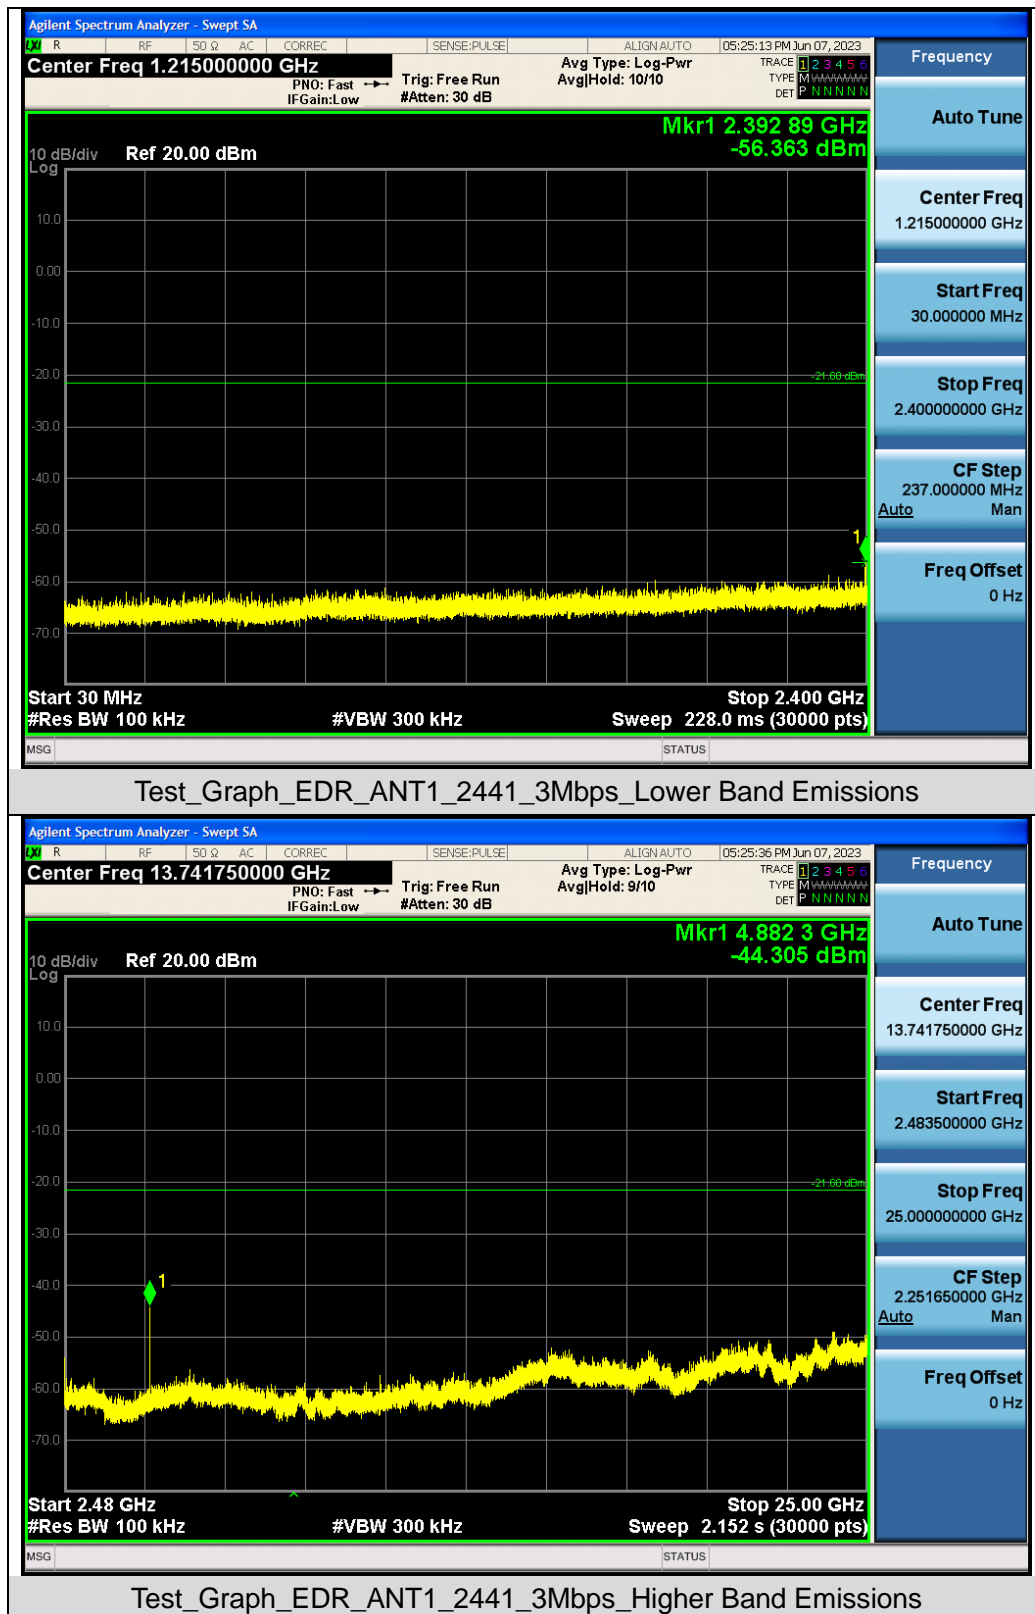 Agilent Spectrum Analyzer - Swept SA
LXI R RF 50 Ω AC CORREC SENSE:PULSE ALIGN AUTO 05:25:13 PM Jun 07, 2023
Center Freq 1.215000000 GHz
PNO: Fast
IFGain:Low
Trig: Free Run
#Atten: 30 dB
Avg Type: Log-Pwr
Avg|Hold: 10/10
TRACE 1 2 3 4 5 6
TYPE M
DET P N N N N N
Mkr1 2.392 89 GHz
-56.363 dBm
10 dB/div Ref 20.00 dBm
Log
10.0
0.00
-10.0
-20.0
-21.60 dBm
-30.0
-40.0
-50.0
1
-60.0
-70.0
Start 30 MHz Stop 2.400 GHz
#Res BW 100 kHz #VBW 300 kHz Sweep 228.0 ms (30000 pts)
MSG STATUS
Frequency
Auto Tune
Center Freq
1.215000000 GHz
Start Freq
30.000000 MHz
Stop Freq
2.400000000 GHz
CF Step
237.000000 MHz
Auto Man
Freq Offset
0 Hz
Test_Graph_EDR_ANT1_2441_3Mbps_Lower Band Emissions
Agilent Spectrum Analyzer - Swept SA
LXI R RF 50 Ω AC CORREC SENSE:PULSE ALIGN AUTO 05:25:36 PM Jun 07, 2023
Center Freq 13.741750000 GHz
PNO: Fast
IFGain:Low
Trig: Free Run
#Atten: 30 dB
Avg Type: Log-Pwr
Avg|Hold: 9/10
TRACE 1 2 3 4 5 6
TYPE M
DET P N N N N N
Mkr1 4.882 3 GHz
-44.305 dBm
10 dB/div Ref 20.00 dBm
Log
10.0
0.00
-10.0
-20.0
-21.60 dBm
-30.0
-40.0
1
-50.0
-60.0
-70.0
Start 2.48 GHz Stop 25.00 GHz
#Res BW 100 kHz #VBW 300 kHz Sweep 2.152 s (30000 pts)
MSG STATUS
Frequency
Auto Tune
Center Freq
13.741750000 GHz
Start Freq
2.483500000 GHz
Stop Freq
25.000000000 GHz
CF Step
2.251650000 GHz
Auto Man
Freq Offset
0 Hz
Test_Graph_EDR_ANT1_2441_3Mbps_Higher Band Emissions